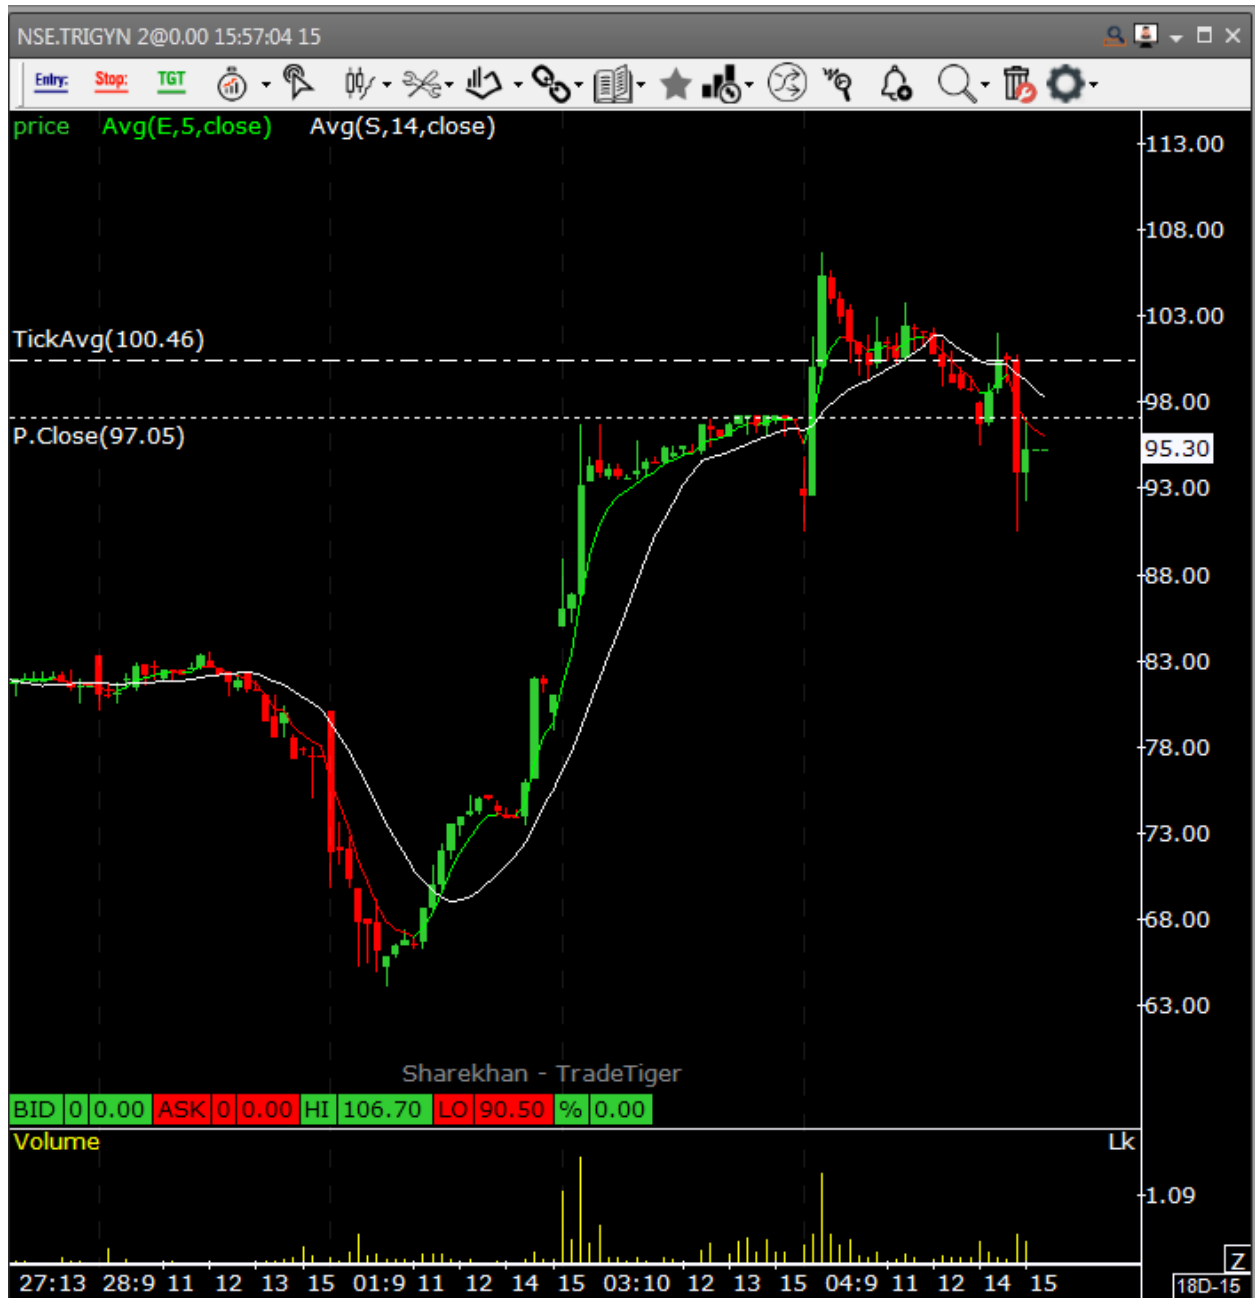 NSE.TRIGYN 2@0.00 15:57:04 15
Entry: Stop: TGT
price Avg(E,5,close) Avg(S,14,close)
113.00
108.00
103.00
TickAvg(100.46)
98.00
P.Close(97.05)
95.30
93.00
88.00
83.00
78.00
73.00
68.00
63.00
Sharekhan - TradeTiger
BID 0 0.00 ASK 0 0.00 HI 106.70 LO 90.50 % 0.00
Volume Lk
1.09
Z
27:13 28:9 11 12 13 15 01:9 11 12 14 15 03:10 12 13 15 04:9 11 12 14 15 18D-15